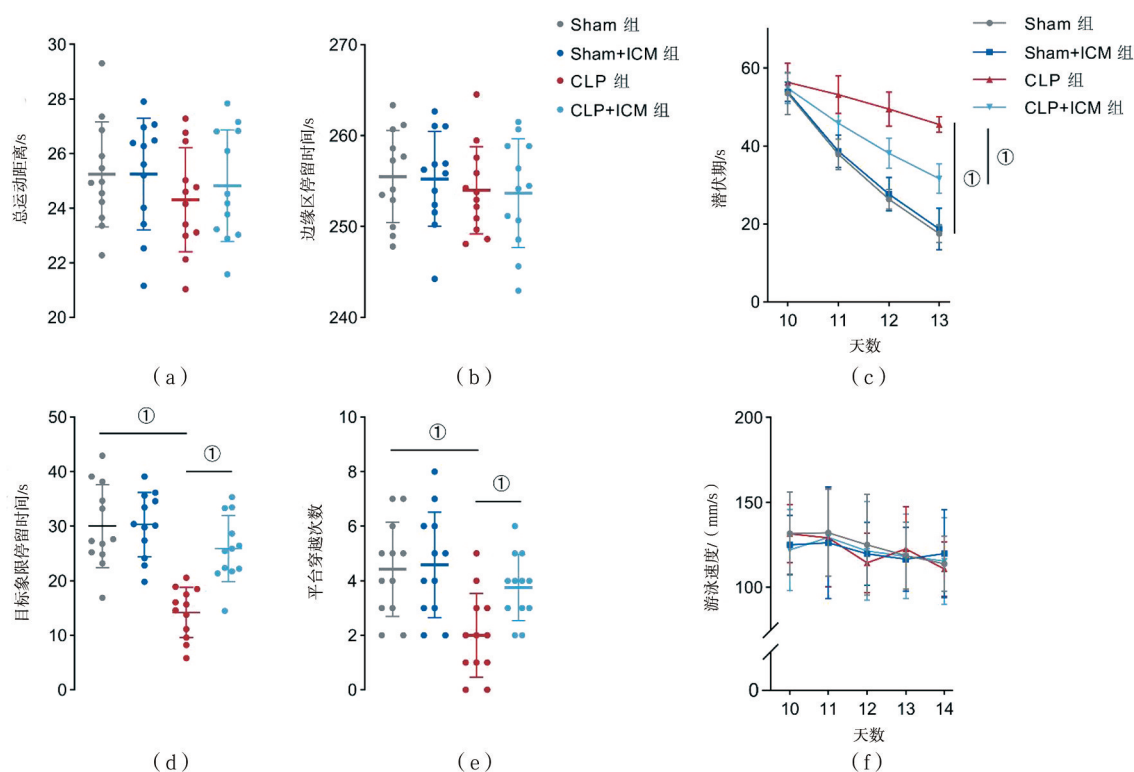 Sham 组
Sham+ICM 组
CLP 组
CLP+ICM 组
Sham 组
Sham+ICM 组
CLP 组
CLP+ICM 组
总运动距离/s
30
28
26
24
22
20
(a)
边缘区停留时间/s
270
260
250
240
(b)
潜伏期/s
60
40
20
0
10 11 12 13
天数
①
①
(c)
目标象限停留时间/s
50
40
30
20
10
0
①
①
(d)
平台穿越次数
10
8
6
4
2
0
①
①
(e)
游泳速度/(mm/s)
200
150
100
0
10 11 12 13 14
天数
(f)